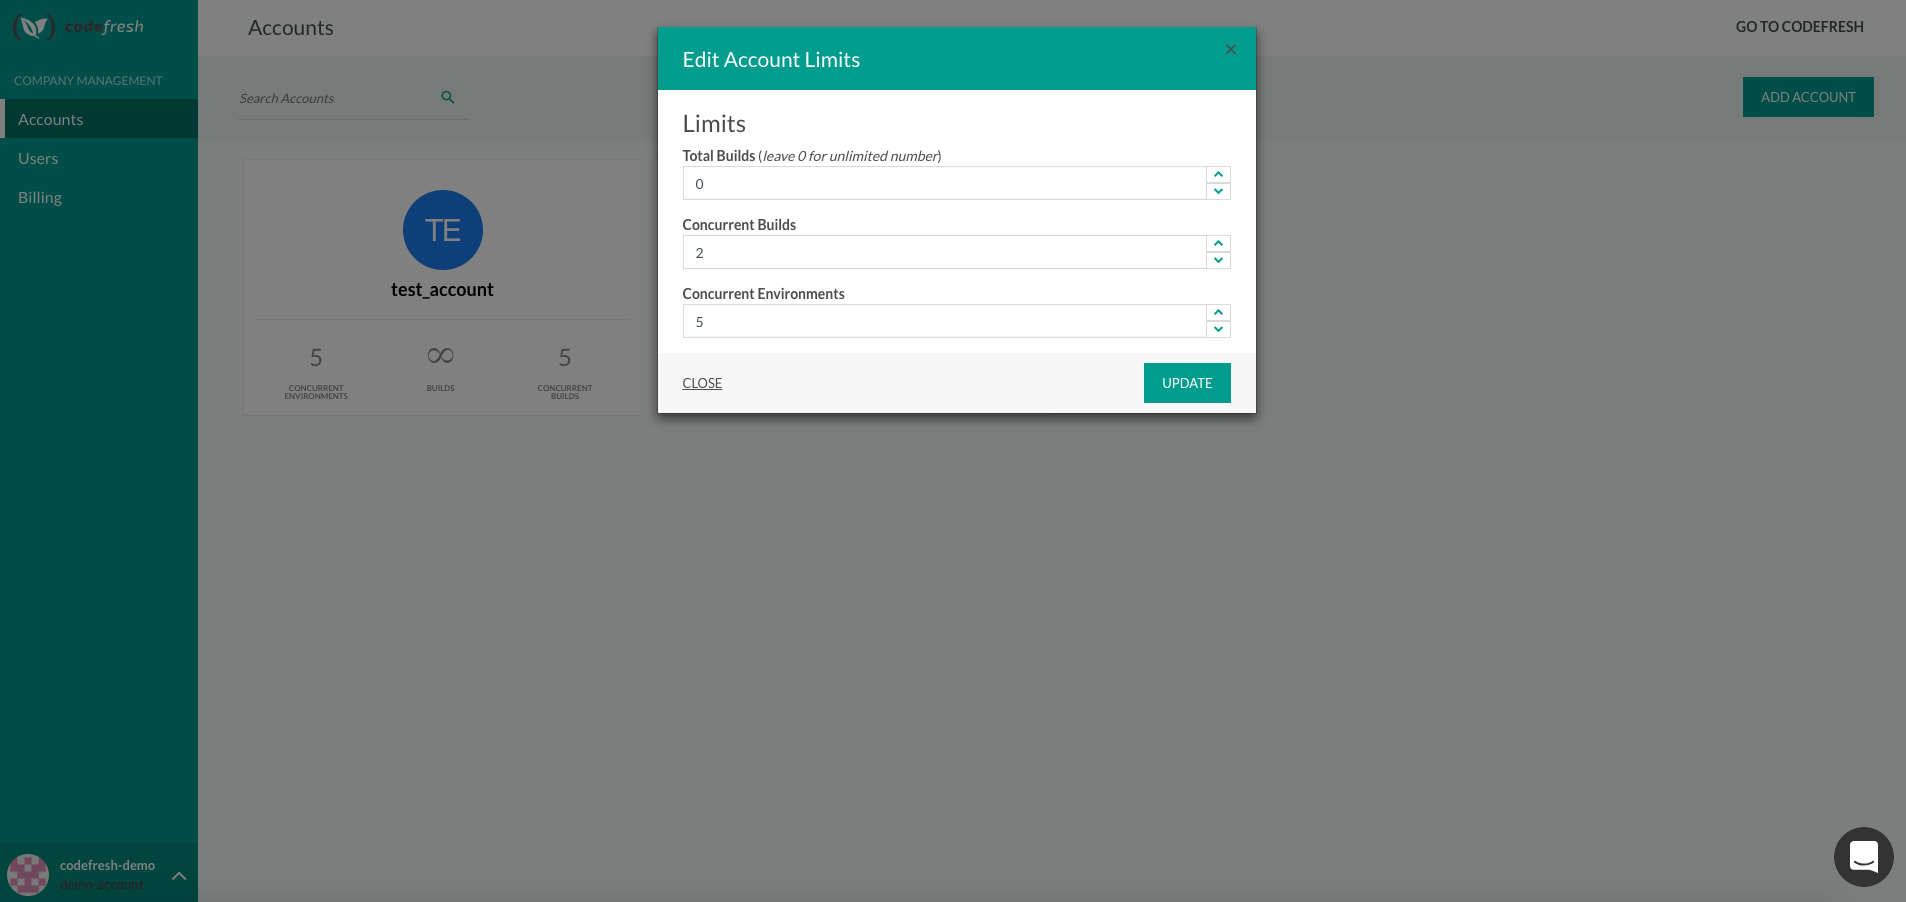 codefresh
COMPANY MANAGEMENT
Accounts
Users
Billing
codefresh-demo
demo-account
Accounts
GO TO CODEFRESH
Search Accounts
ADD ACCOUNT
TE
test_account
5
CONCURRENT
ENVIRONMENTS
∞
BUILDS
5
CONCURRENT
BUILDS
Edit Account Limits
×
Limits
Total Builds (leave 0 for unlimited number)
0
Concurrent Builds
2
Concurrent Environments
5
CLOSE
UPDATE